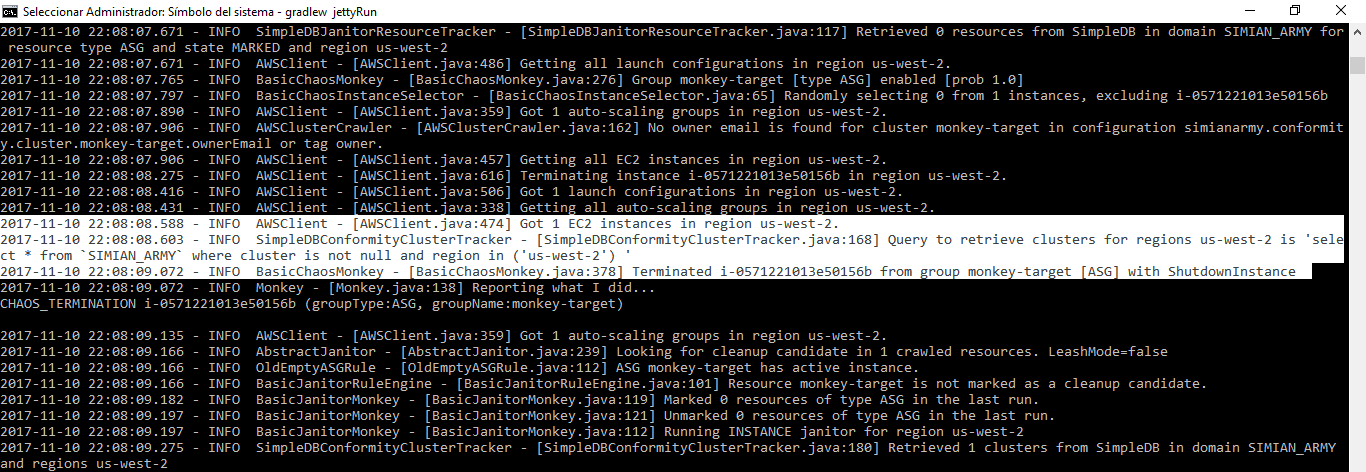 Seleccionar Administrador: Símbolo del sistema - gradlew jettyRun
2017-11-10 22:08:07.671 - INFO  SimpleDBJanitorResourceTracker - [SimpleDBJanitorResourceTracker.java:117] Retrieved 0 resources from SimpleDB in domain SIMIAN_ARMY for
 resource type ASG and state MARKED and region us-west-2
2017-11-10 22:08:07.671 - INFO  AWSClient - [AWSClient.java:486] Getting all launch configurations in region us-west-2.
2017-11-10 22:08:07.765 - INFO  BasicChaosMonkey - [BasicChaosMonkey.java:276] Group monkey-target [type ASG] enabled [prob 1.0]
2017-11-10 22:08:07.797 - INFO  BasicChaosInstanceSelector - [BasicChaosInstanceSelector.java:65] Randomly selecting 0 from 1 instances, excluding i-0571221013e50156b
2017-11-10 22:08:07.890 - INFO  AWSClient - [AWSClient.java:359] Got 1 auto-scaling groups in region us-west-2.
2017-11-10 22:08:07.906 - INFO  AWSClusterCrawler - [AWSClusterCrawler.java:162] No owner email is found for cluster monkey-target in configuration simianarmy.conformit
y.cluster.monkey-target.ownerEmail or tag owner.
2017-11-10 22:08:07.906 - INFO  AWSClient - [AWSClient.java:457] Getting all EC2 instances in region us-west-2.
2017-11-10 22:08:08.275 - INFO  AWSClient - [AWSClient.java:616] Terminating instance i-0571221013e50156b in region us-west-2.
2017-11-10 22:08:08.416 - INFO  AWSClient - [AWSClient.java:506] Got 1 launch configurations in region us-west-2.
2017-11-10 22:08:08.431 - INFO  AWSClient - [AWSClient.java:338] Getting all auto-scaling groups in region us-west-2.
2017-11-10 22:08:08.588 - INFO  AWSClient - [AWSClient.java:474] Got 1 EC2 instances in region us-west-2.
2017-11-10 22:08:08.603 - INFO  SimpleDBConformityClusterTracker - [SimpleDBConformityClusterTracker.java:168] Query to retrieve clusters for regions us-west-2 is 'sele
ct * from `SIMIAN_ARMY` where cluster is not null and region in ('us-west-2') '
2017-11-10 22:08:09.072 - INFO  BasicChaosMonkey - [BasicChaosMonkey.java:378] Terminated i-0571221013e50156b from group monkey-target [ASG] with ShutdownInstance
2017-11-10 22:08:09.072 - INFO  Monkey - [Monkey.java:138] Reporting what I did...
CHAOS_TERMINATION i-0571221013e50156b (groupType:ASG, groupName:monkey-target)
2017-11-10 22:08:09.135 - INFO  AWSClient - [AWSClient.java:359] Got 1 auto-scaling groups in region us-west-2.
2017-11-10 22:08:09.166 - INFO  AbstractJanitor - [AbstractJanitor.java:239] Looking for cleanup candidate in 1 crawled resources. LeashMode=false
2017-11-10 22:08:09.166 - INFO  OldEmptyASGRule - [OldEmptyASGRule.java:112] ASG monkey-target has active instance.
2017-11-10 22:08:09.166 - INFO  BasicJanitorRuleEngine - [BasicJanitorRuleEngine.java:101] Resource monkey-target is not marked as a cleanup candidate.
2017-11-10 22:08:09.182 - INFO  BasicJanitorMonkey - [BasicJanitorMonkey.java:119] Marked 0 resources of type ASG in the last run.
2017-11-10 22:08:09.197 - INFO  BasicJanitorMonkey - [BasicJanitorMonkey.java:121] Unmarked 0 resources of type ASG in the last run.
2017-11-10 22:08:09.197 - INFO  BasicJanitorMonkey - [BasicJanitorMonkey.java:112] Running INSTANCE janitor for region us-west-2
2017-11-10 22:08:09.275 - INFO  SimpleDBConformityClusterTracker - [SimpleDBConformityClusterTracker.java:180] Retrieved 1 clusters from SimpleDB in domain SIMIAN_ARMY
and regions us-west-2